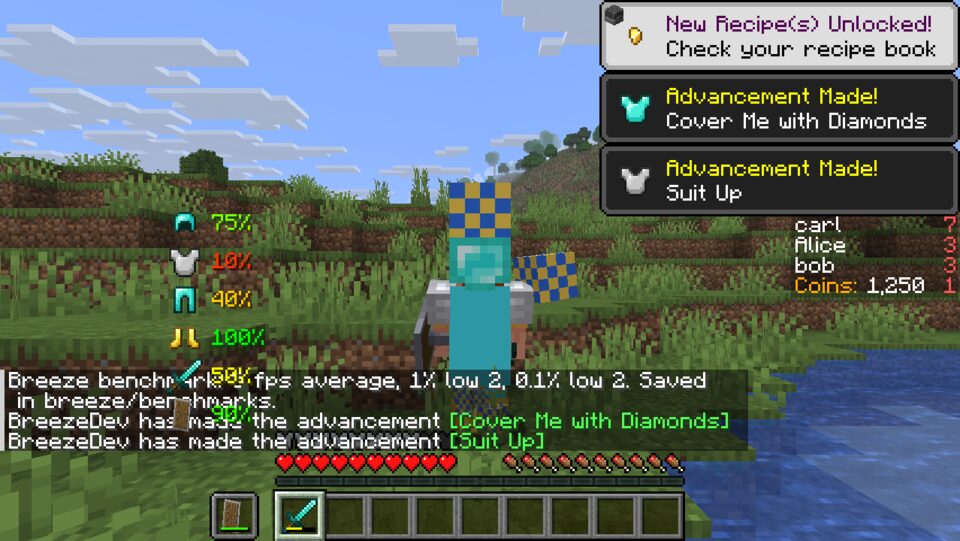 New Recipe(s) Unlocked!
Check your recipe book
Advancement Made!
Cover Me with Diamonds
Advancement Made!
Suit Up
carl 7
Alice 3
bob 3
Coins: 1,250 1
75%
10%
40%
100%
50%
90%
Breeze benchmark: fps average, 1% low 2, 0.1% low 2. Saved
in breeze/benchmarks.
BreezeDev has made the advancement [Cover Me with Diamonds]
BreezeDev has made the advancement [Suit Up]